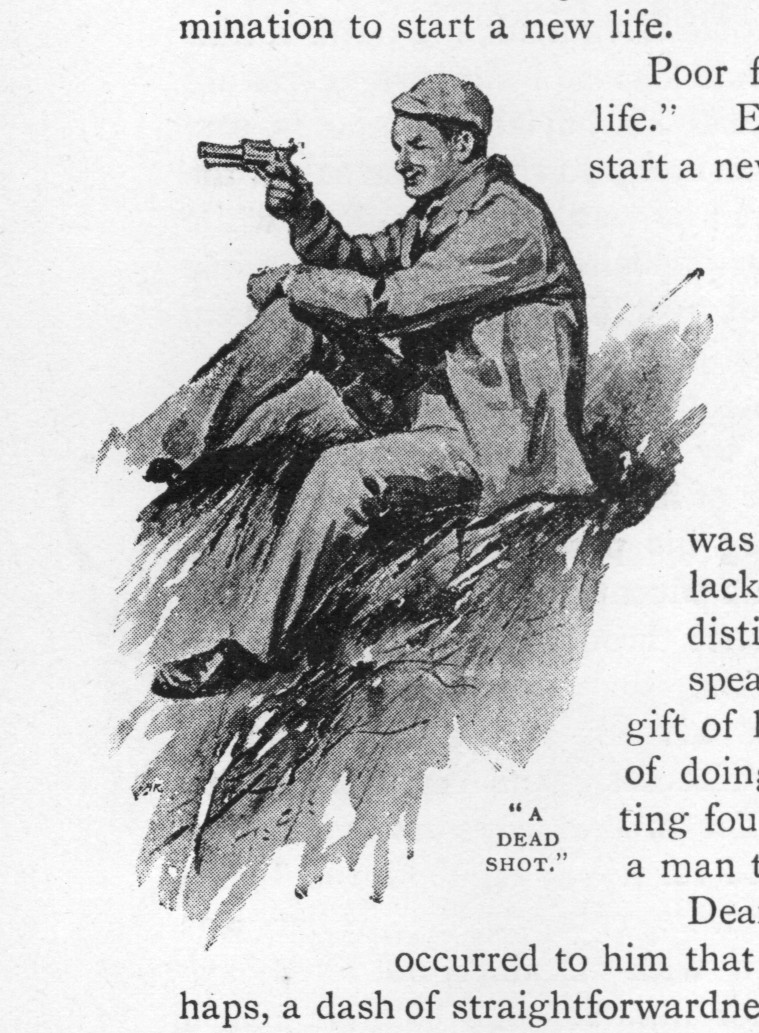 mination to start a new life.
Poor f
life." E
start a ne
was
lack
disti
spea
gift of
of doing
ting fou
"A
DEAD
SHOT."
a man t
Dea
occurred to him that
haps, a dash of straightforwardne